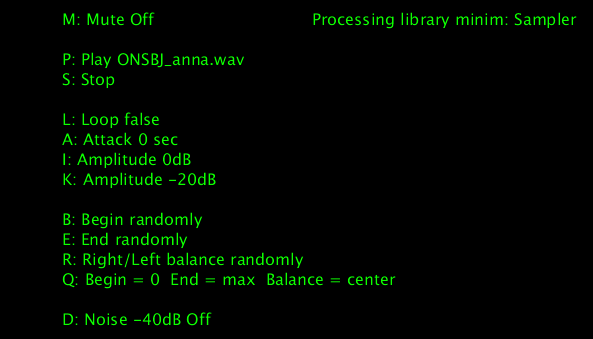 M: Mute Off
Processing library minim: Sampler
P: Play ONSBJ_anna.wav
S: Stop
L: Loop false
A: Attack 0 sec
I: Amplitude 0dB
K: Amplitude -20dB
B: Begin randomly
E: End randomly
R: Right/Left balance randomly
Q: Begin = 0 End = max Balance = center
D: Noise -40dB Off